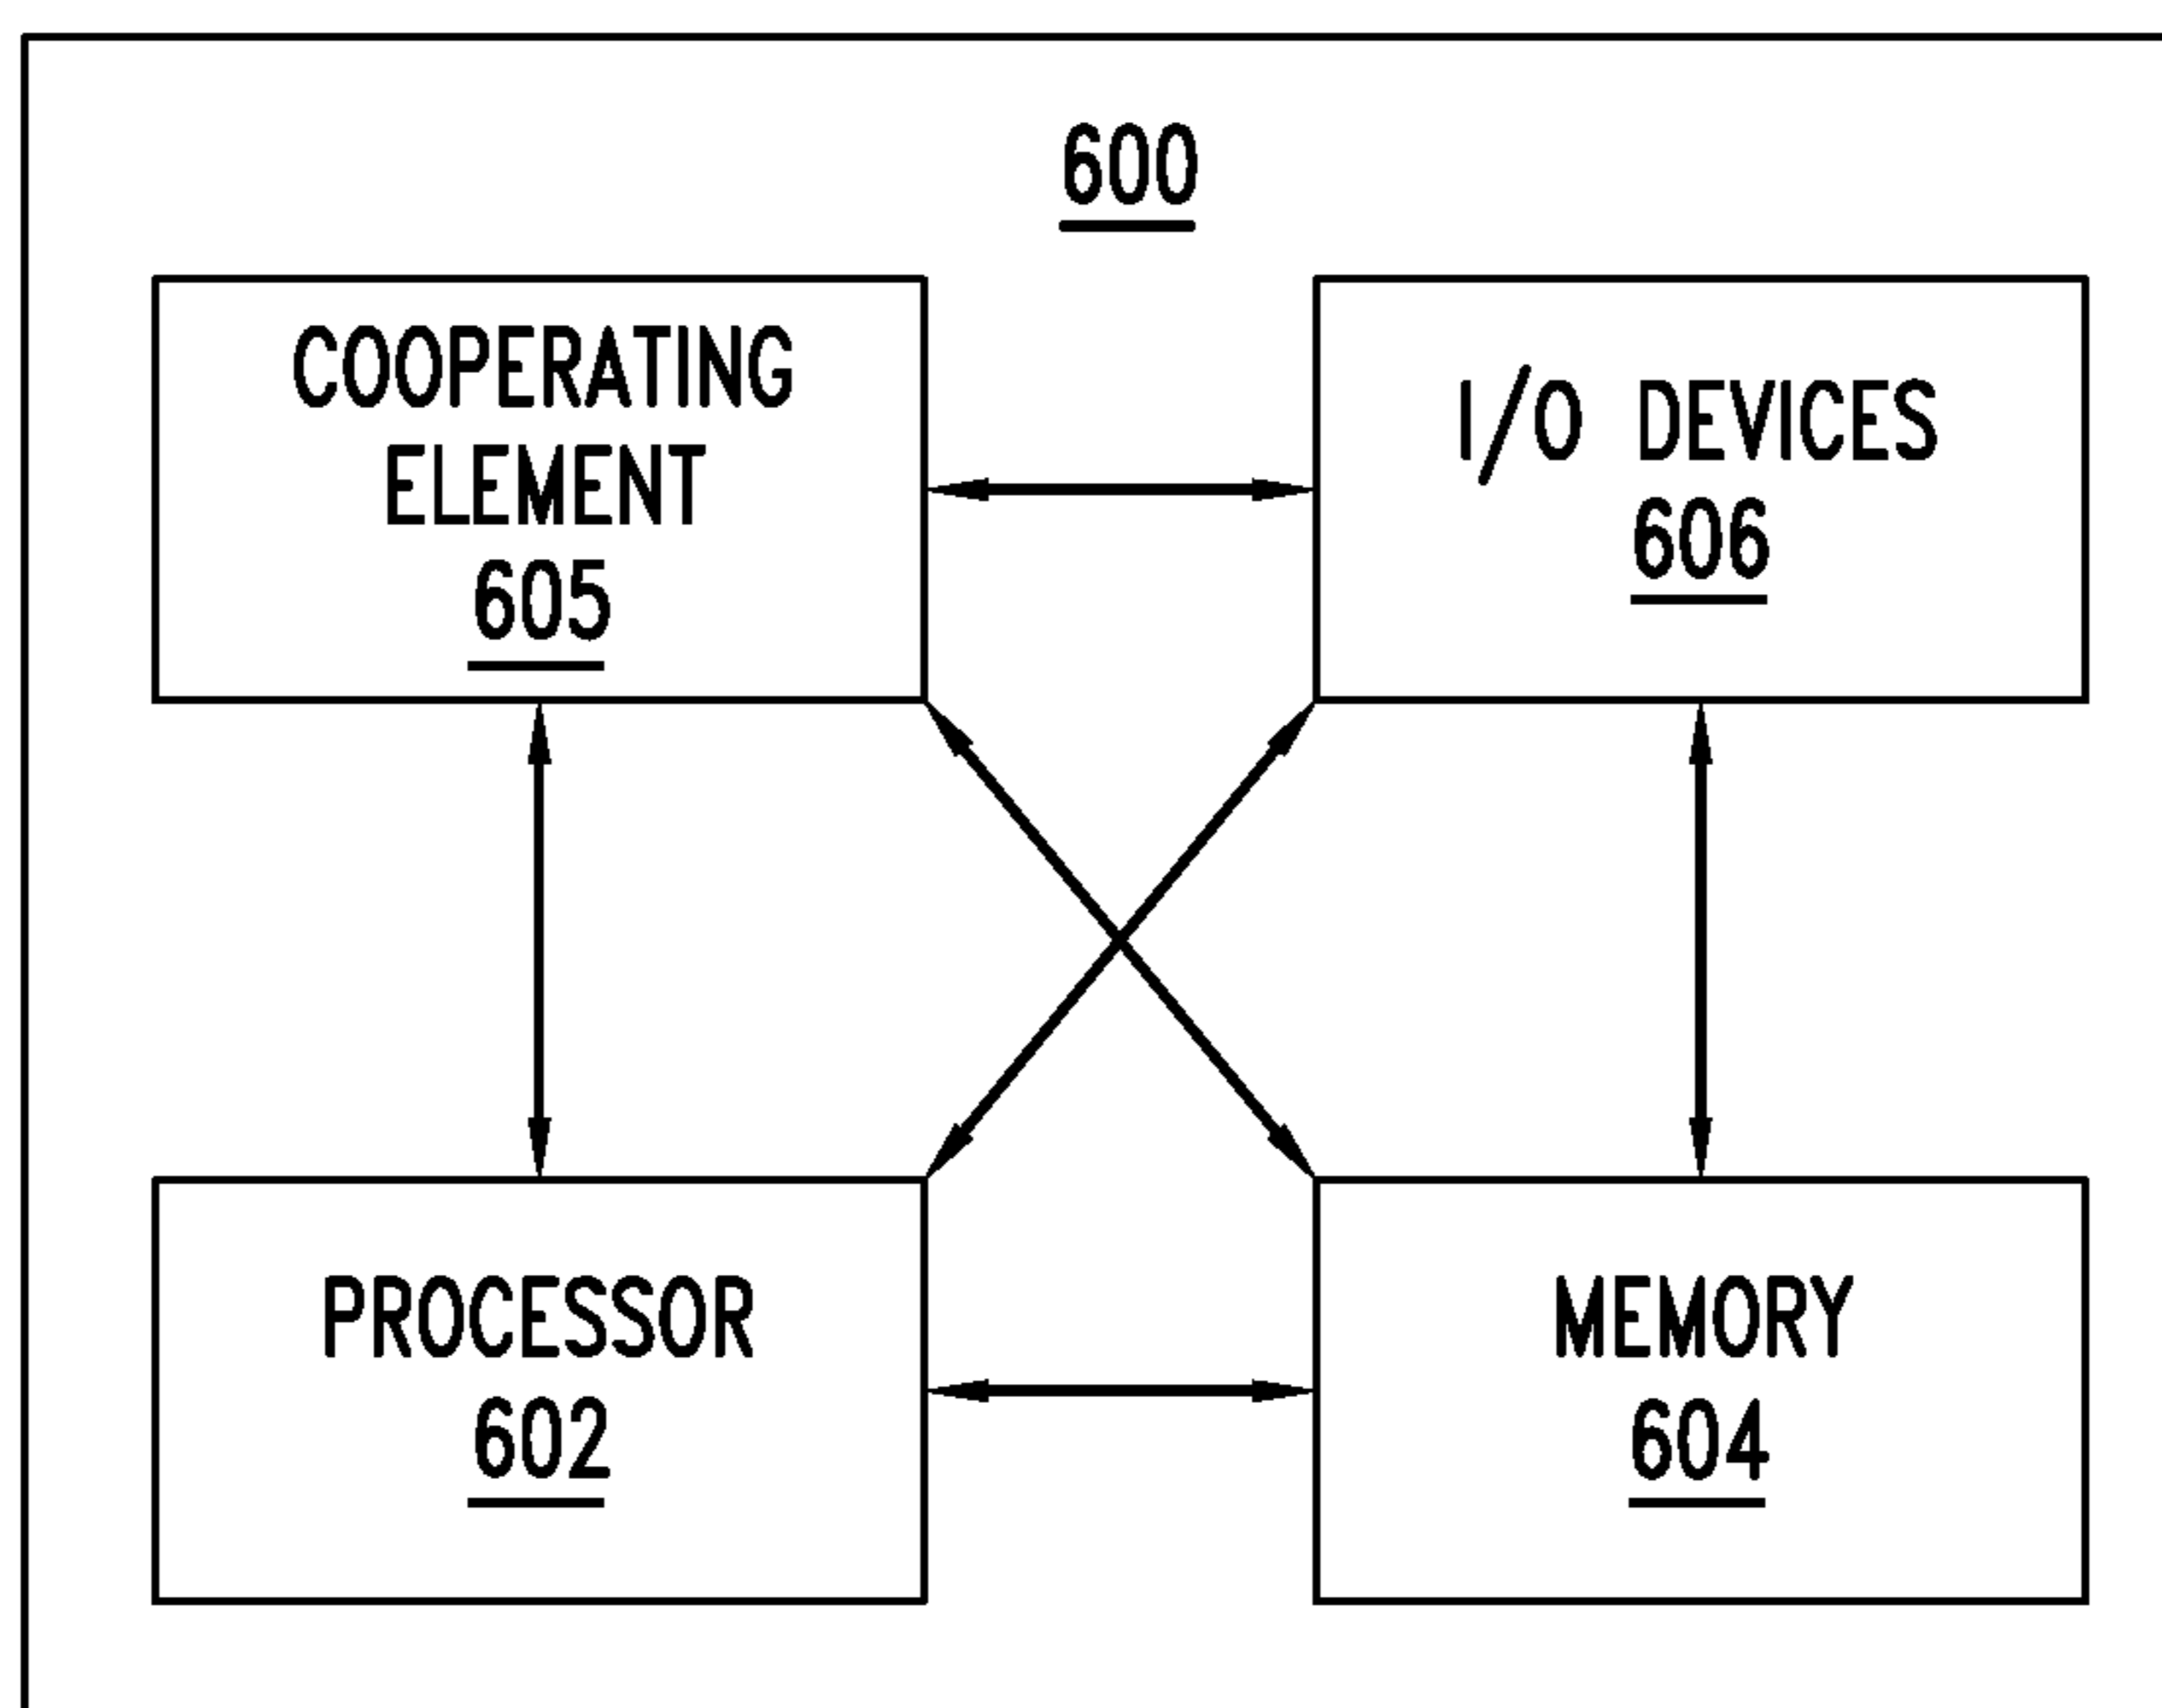 600
COOPERATING
ELEMENT
605
I/O DEVICES
606
PROCESSOR
602
MEMORY
604